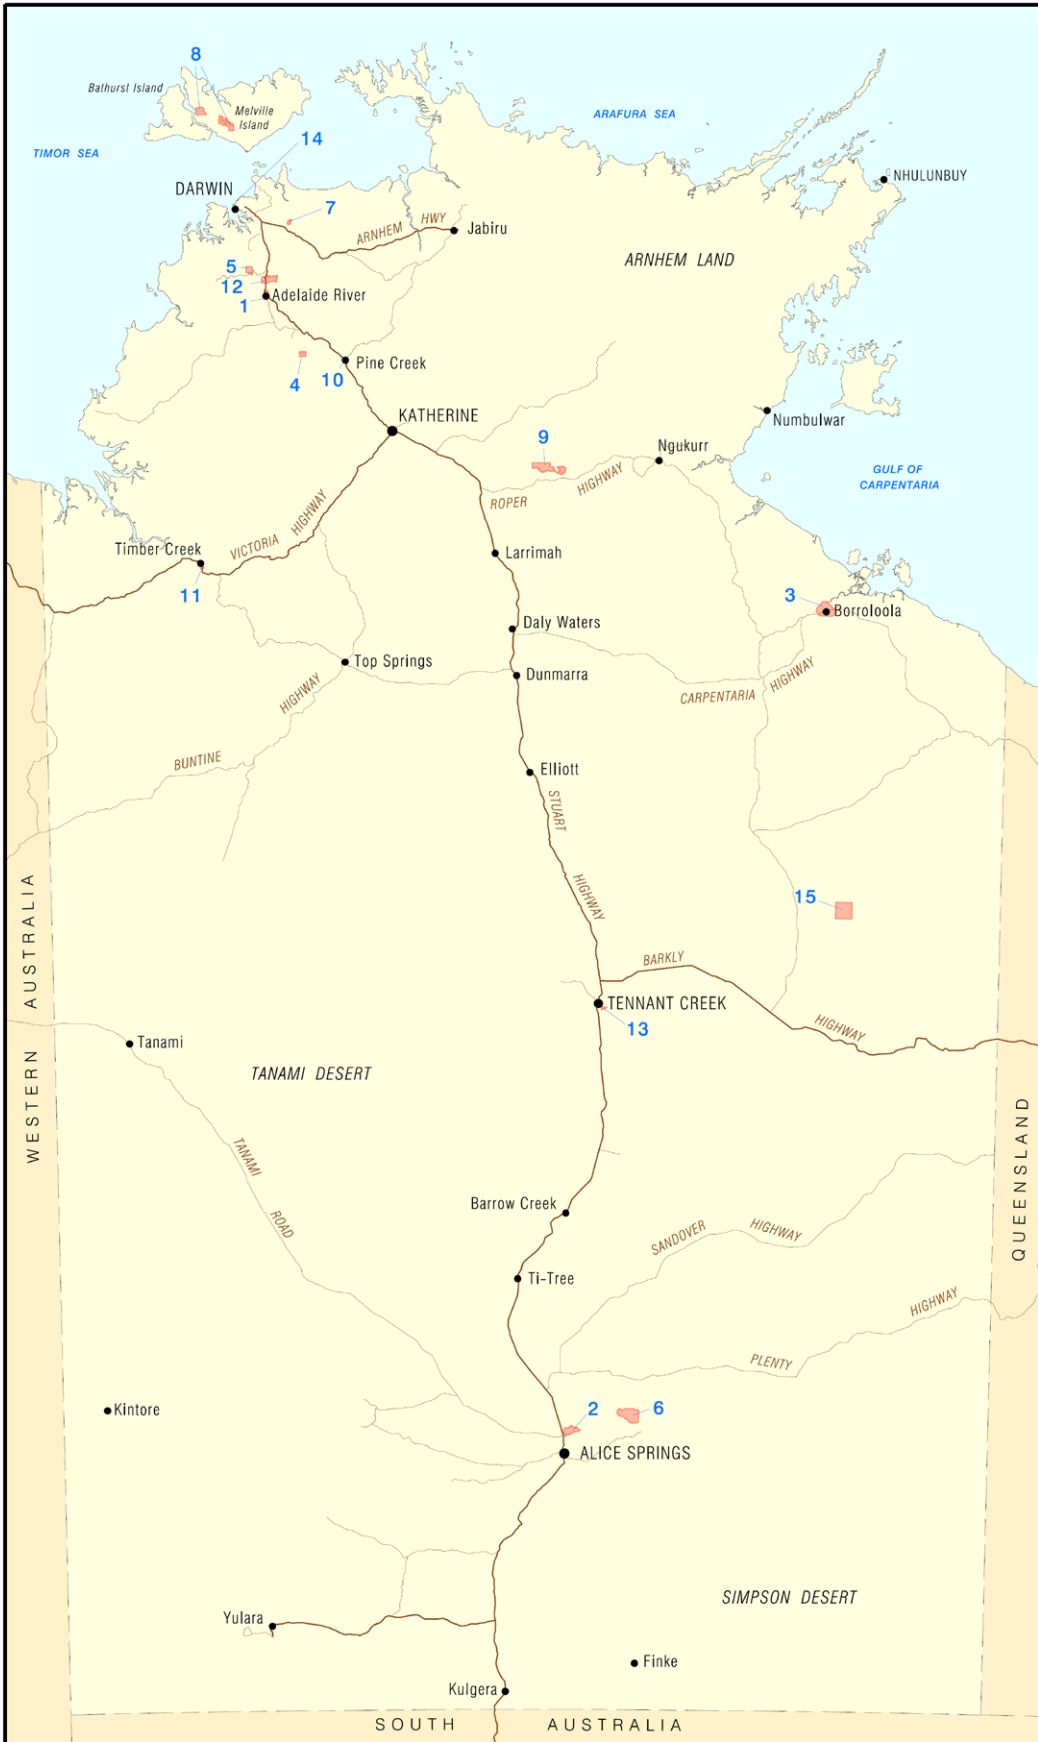 8
Bathurst Island
Melville
Island
ARAFURA SEA
14
TIMOR SEA
NHULUNBUY
DARWIN
7
ARNHEM
HWY
Jabiru
ARNHEM LAND
5
12
1
Adelaide River
4
10
Pine Creek
KATHERINE
Numbulwar
9
Ngukurr
GULF OF
CARPENTARIA
ROPER
HIGHWAY
VICTORIA
HIGHWAY
Timber Creek
Larrimah
11
3
Borroloola
Daly Waters
Top Springs
Dunmarra
CARPENTARIA
HIGHWAY
BUNTINE
HIGHWAY
Elliott
STUART
HIGHWAY
15
BARKLY
HIGHWAY
TENNANT CREEK
13
Tanami
TANAMI DESERT
WESTERN AUSTRALIA
QUEENSLAND
TANAMI
ROAD
Barrow Creek
SANDOVER
HIGHWAY
Ti-Tree
PLENTY
HIGHWAY
Kintore
2
6
ALICE SPRINGS
SIMPSON DESERT
Yulara
Finke
Kulgera
SOUTH AUSTRALIA